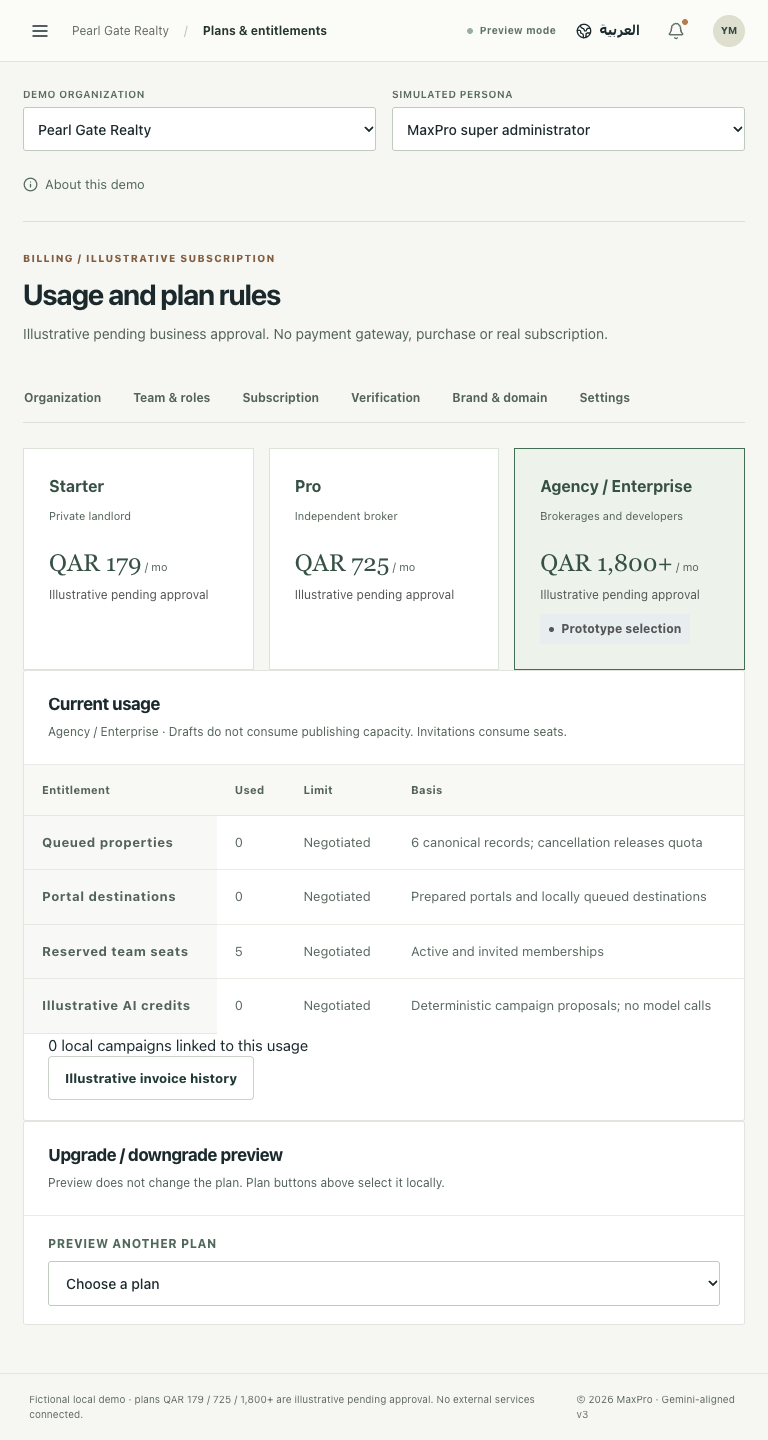 Pearl Gate Realty / Plans & entitlements
Preview mode
العربية
YM
DEMO ORGANIZATION
Pearl Gate Realty
SIMULATED PERSONA
MaxPro super administrator
About this demo
BILLING / ILLUSTRATIVE SUBSCRIPTION
Usage and plan rules
Illustrative pending business approval. No payment gateway, purchase or real subscription.
Organization Team & roles Subscription Verification Brand & domain Settings
Starter
Private landlord
QAR 179 / mo
Illustrative pending approval
Pro
Independent broker
QAR 725 / mo
Illustrative pending approval
Agency / Enterprise
Brokerages and developers
QAR 1,800+ / mo
Illustrative pending approval
Prototype selection
Current usage
Agency / Enterprise · Drafts do not consume publishing capacity. Invitations consume seats.
Entitlement Used Limit Basis
Queued properties 0 Negotiated 6 canonical records; cancellation releases quota
Portal destinations 0 Negotiated Prepared portals and locally queued destinations
Reserved team seats 5 Negotiated Active and invited memberships
Illustrative AI credits 0 Negotiated Deterministic campaign proposals; no model calls
0 local campaigns linked to this usage
Illustrative invoice history
Upgrade / downgrade preview
Preview does not change the plan. Plan buttons above select it locally.
PREVIEW ANOTHER PLAN
Choose a plan
Fictional local demo · plans QAR 179 / 725 / 1,800+ are illustrative pending approval. No external services
connected.
© 2026 MaxPro · Gemini-aligned
v3